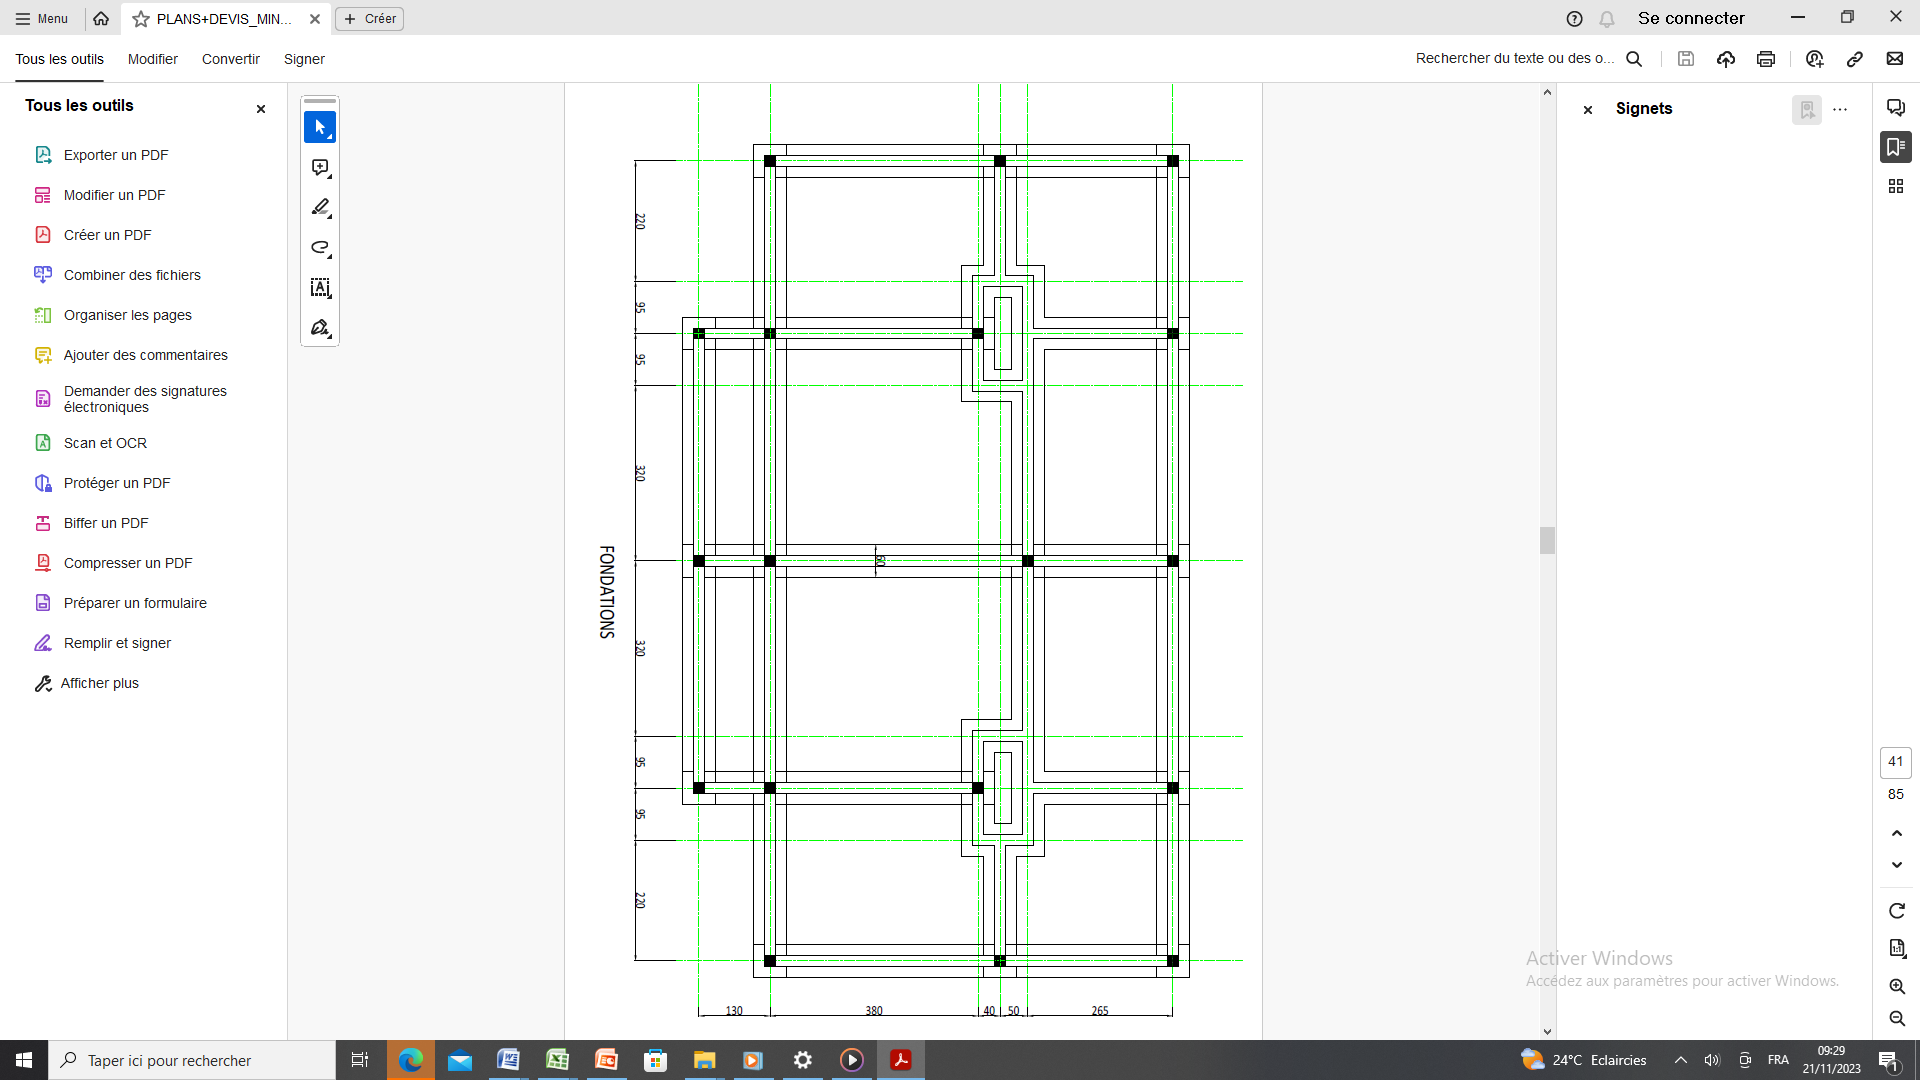 Menu
PLANS+DEVIS_MIN...
Créer
Se connecter
Tous les outils
Modifier
Convertir
Signer
Rechercher du texte ou des o...
Tous les outils
Exporter un PDF
Modifier un PDF
Créer un PDF
Combiner des fichiers
Organiser les pages
Ajouter des commentaires
Demander des signatures
électroniques
Scan et OCR
Protéger un PDF
Biffer un PDF
Compresser un PDF
Préparer un formulaire
Remplir et signer
Afficher plus
220
95
95
320
60
FONDATIONS
320
95
95
220
130
380
40
50
265
Signets
41
85
1:1
Activer Windows
Accédez aux paramètres pour activer Windows.
Taper ici pour rechercher
24°C Eclaircies
FRA
09:29
21/11/2023
1